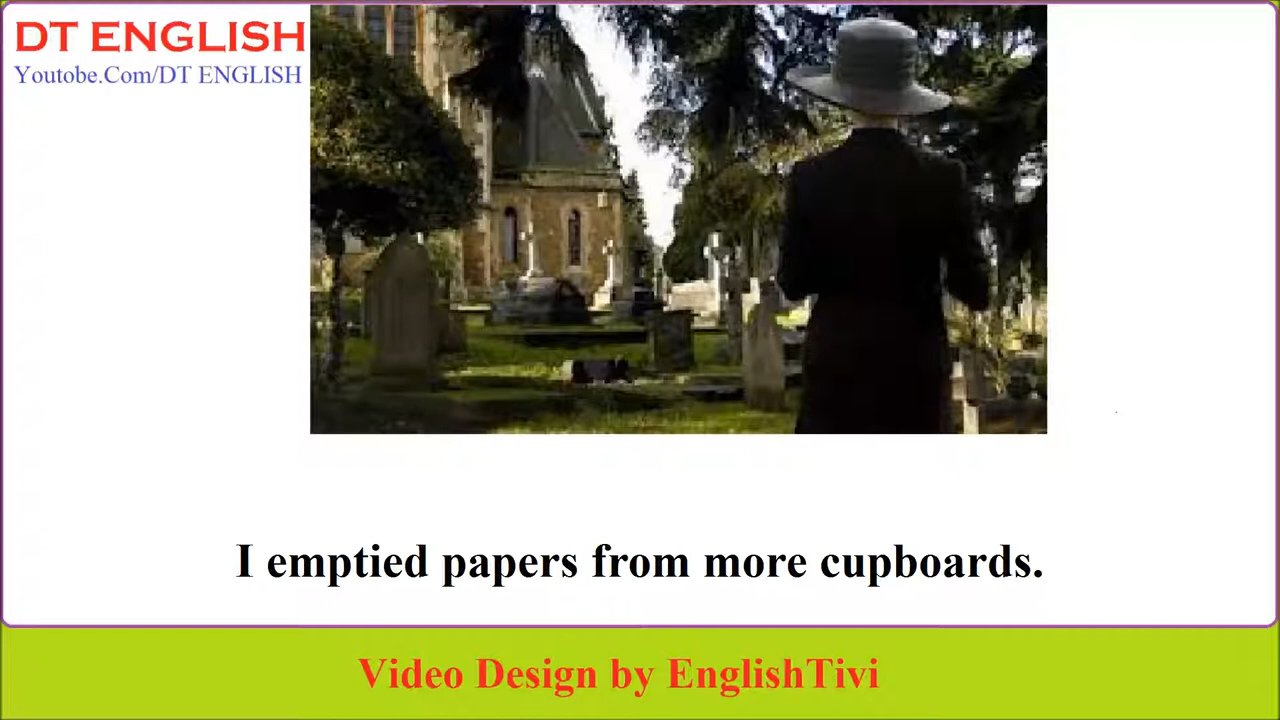 DT ENGLISH
Youtobe.Com/DT ENGLISH
I emptied papers from more cupboards.
Video Design by EnglishTivi